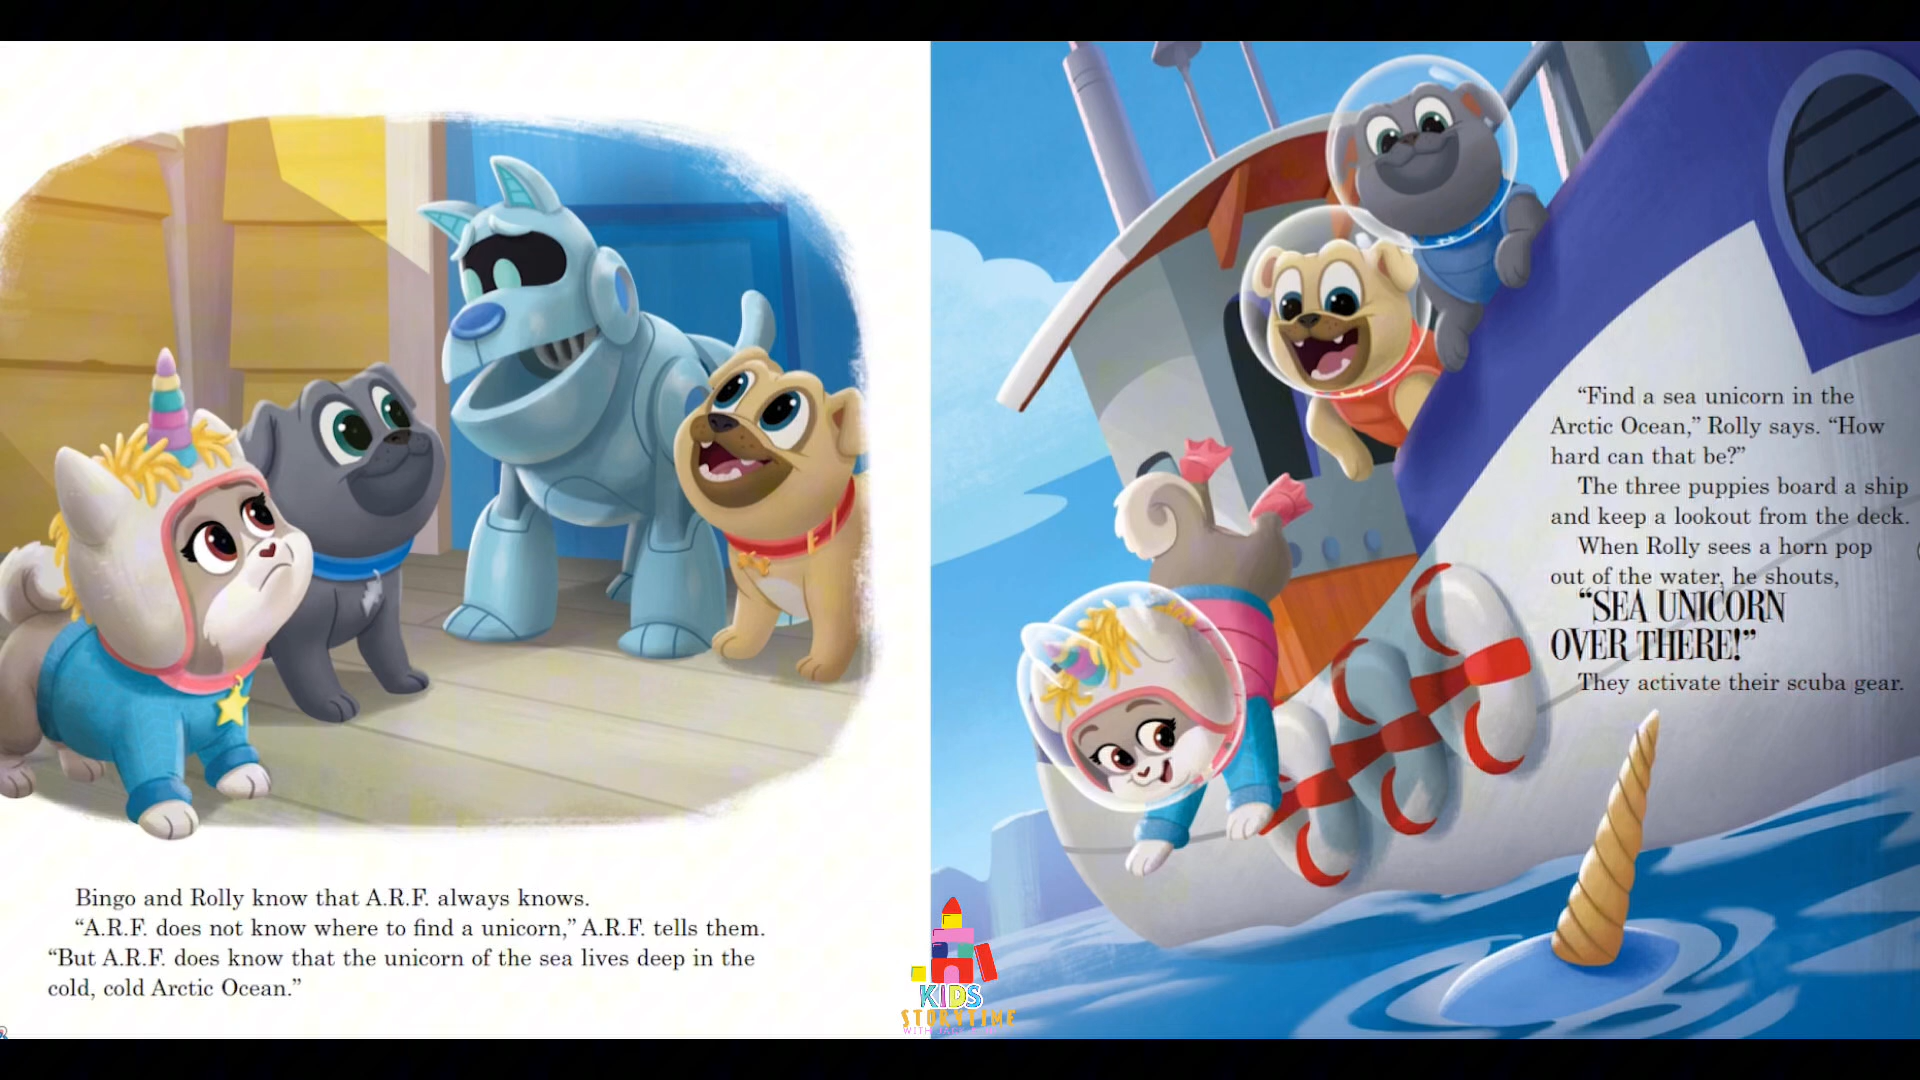 Bingo and Rolly know that A.R.F. always knows.
“A.R.F. does not know where to find a unicorn,” A.R.F. tells them.
“But A.R.F. does know that the unicorn of the sea lives deep in the
cold, cold Arctic Ocean.”
“Find a sea unicorn in the
Arctic Ocean,” Rolly says. “How
hard can that be?”
The three puppies board a ship
and keep a lookout from the deck.
When Rolly sees a horn pop
out of the water, he shouts,
“SEA UNICORN
OVER THERE!”
They activate their scuba gear.
KIDS
STORYTIME
WITH